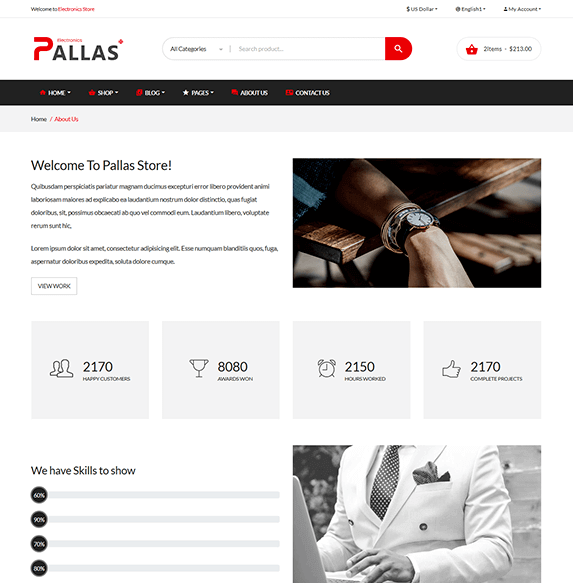 Welcome to Electronics Store
$ US Dollar
English1
My Account
Electronics
PALLAS
All Categories
Search product...
2Items - $213.00
HOME
SHOP
BLOG
PAGES
ABOUT US
CONTACT US
Home / About Us
Welcome To Pallas Store!
Quibusdam perspiciatis pariatur magnam ducimus excepturi error libero provident animi
laboriosam maiores ad explicabo ea laudantium nostrum dolor distinctio, quas fugiat
doloribus, sit, possimus obcaecati ab quo vel commodi eum. Laudantium libero, voluptate
rerum sunt hic,
Lorem ipsum dolor sit amet, consectetur adipisicing elit. Esse numquam blanditiis quos, fuga,
aspernatur doloribus expedita, soluta dolore cumque.
VIEW WORK
2170
HAPPY CUSTOMERS
8080
AWARDS WON
2150
HOURS WORKED
2170
COMPLETE PROJECTS
We have Skills to show
60%
90%
70%
80%